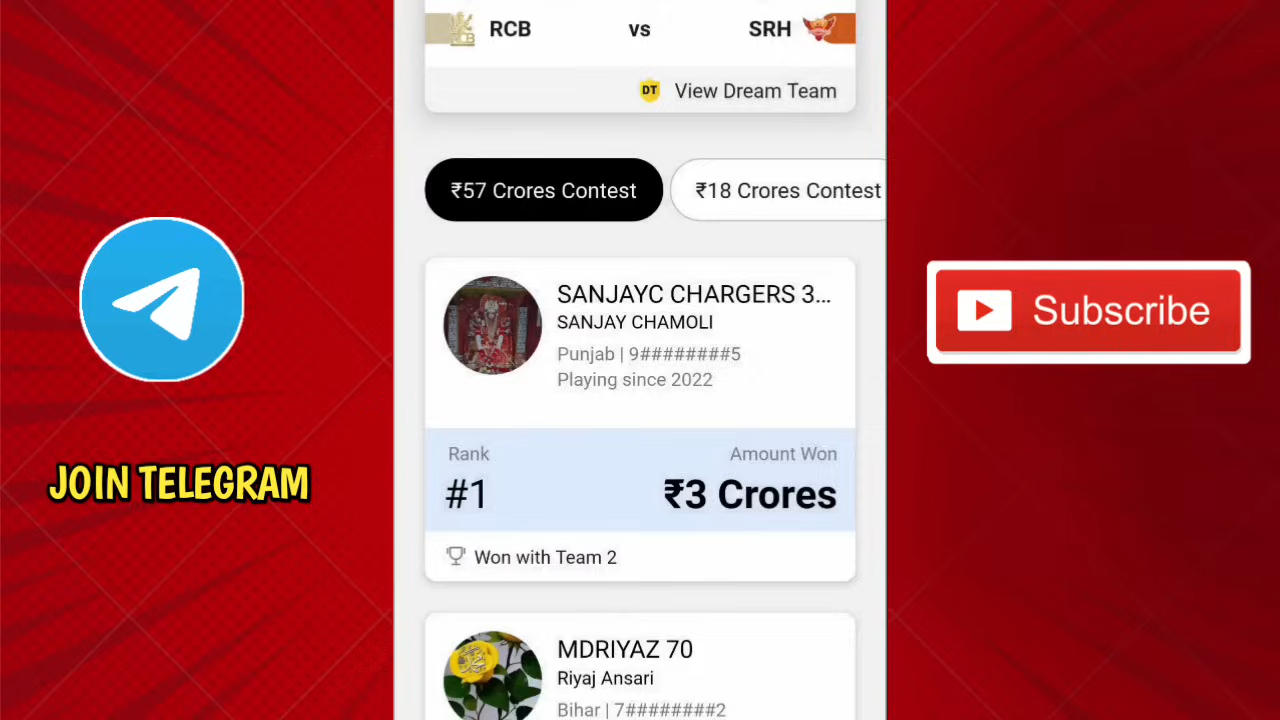 RCB vs SRH
DT View Dream Team
₹57 Crores Contest
₹18 Crores Contest
SANJAYC CHARGERS 3...
SANJAY CHAMOLI
Punjab | 9########5
Playing since 2022
Rank
Amount Won
#1
₹3 Crores
Won with Team 2
MDRIYAZ 70
Riyaj Ansari
Bihar | 7########2
JOIN TELEGRAM
Subscribe